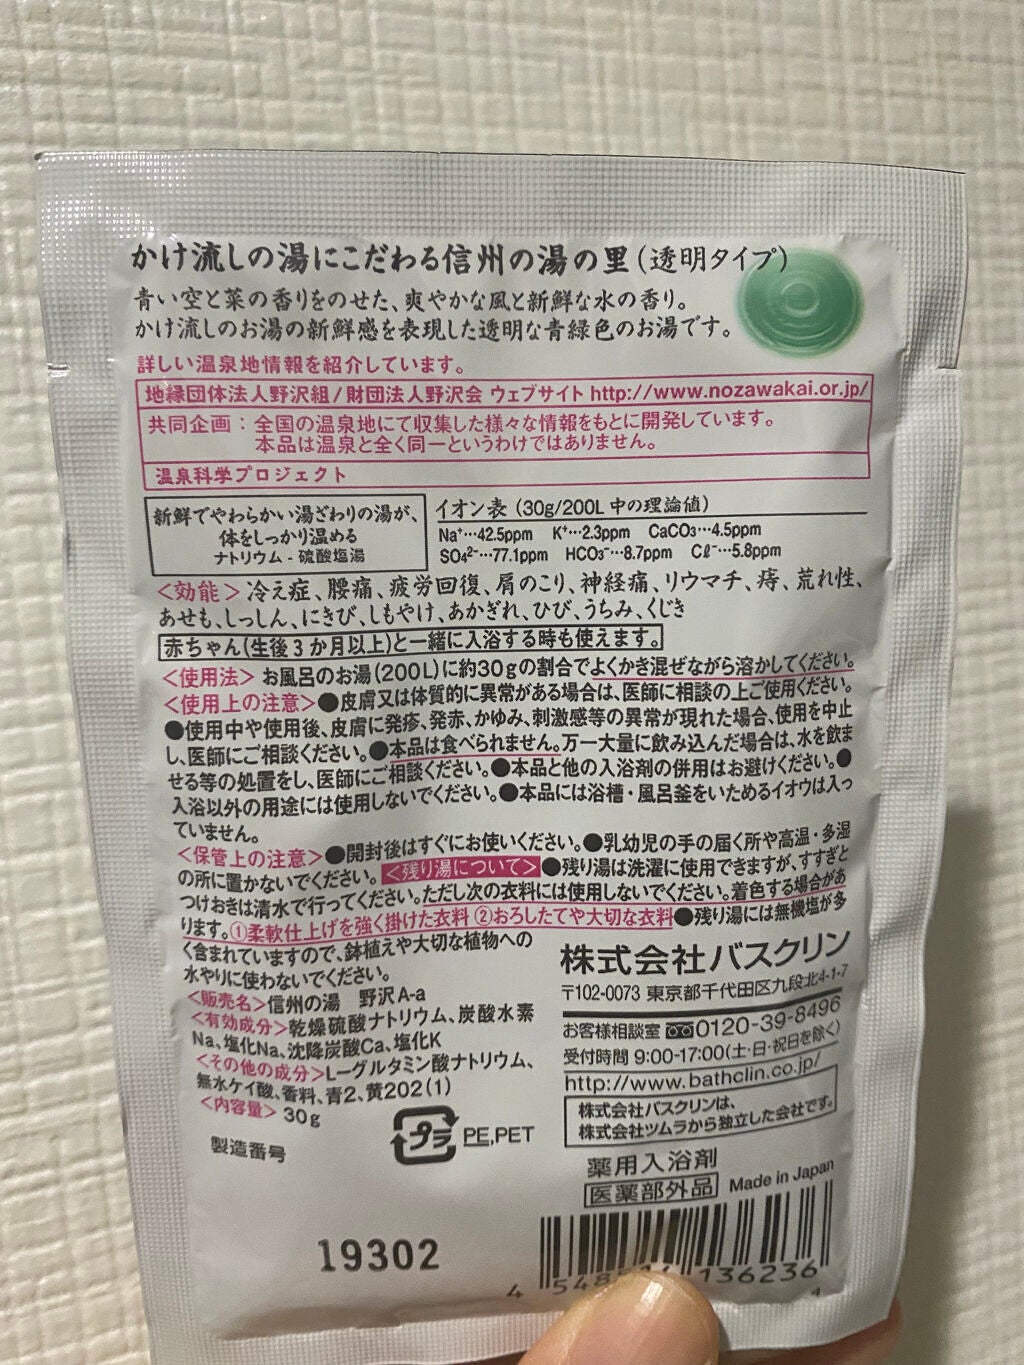 かけ流しの湯にこだわる信州の湯の里(透明タイプ)
青い空と菜の香りをのせた、爽やかな風と新鮮な水の香り。
かけ流しのお湯の新鮮感を表現した透明な青緑色のお湯です。
詳しい温泉地情報を紹介しています。
地縁団体法人野沢組/財団法人野沢会 ウェブサイト http://www.nozawakai.or.jp/
共同企画：全国の温泉地にて収集した様々な情報をもとに開発しています。
本品は温泉と全く同一というわけではありません。
温泉科学プロジェクト
新鮮でやわらかい湯ざわりの湯が、
体をしっかり温める
ナトリウム - 硫酸塩湯
イオン表 (30g/200L 中の理論値)
Na⁺…42.5ppm K⁺…2.3ppm CaCO₃…4.5ppm
SO₄²⁻…77.1ppm HCO₃⁻…8.7ppm Cℓ⁻…5.8ppm
<効能>冷え症、腰痛、疲労回復、肩のこり、神経痛、リウマチ、痔、荒れ性、
あせも、しっしん、にきび、しもやけ、あかぎれ、ひび、うちみ、くじき
赤ちゃん(生後3か月以上)と一緒に入浴する時も使えます。
<使用法> お風呂のお湯(200L)に約30gの割合でよくかき混ぜながら溶かしてください。
<使用上の注意>●皮膚又は体質的に異常がある場合は、医師に相談の上ご使用ください。
●使用中や使用後、皮膚に発疹、発赤、かゆみ、刺激感等の異常が現れた場合、使用を中止
し、医師にご相談ください。●本品は食べられません。万一大量に飲み込んだ場合は、水を飲ま
せる等の処置をし、医師にご相談ください。●本品と他の入浴剤の併用はお避けください。●
入浴以外の用途には使用しないでください。●本品には浴槽・風呂釜をいためるイオウは入っ
ていません。
<保管上の注意>●開封後はすぐにお使いください。●乳幼児の手の届く所や高温・多湿
の所に置かないでください。<残り湯について>●残り湯は洗濯に使用できますが、すすぎと
つけおきは清水で行ってください。ただし次の衣料には使用しないでください。着色する場合があ
ります。①柔軟仕上げを強く掛けた衣料 ②おろしたてや大切な衣料●残り湯には無機塩が多
く含まれていますので、鉢植えや大切な植物への
水やりに使わないでください。
<販売名>信州の湯 野沢A-a
<有効成分>乾燥硫酸ナトリウム、炭酸水素
Na、塩化Na、沈降炭酸Ca、塩化K
<その他の成分>L-グルタミン酸ナトリウム、
無水ケイ酸、香料、青2、黄202(1)
<内容量> 30g
製造番号
プラ
PE,PET
19302
株式会社バスクリン
〒102-0073 東京都千代田区九段北4-1-7
お客様相談室 0120-39-8496
受付時間 9:00-17:00(土・日・祝日を除く)
http://www.bathclin.co.jp/
株式会社バスクリンは、
株式会社ツムラから独立した会社です。
薬用入浴剤
医薬部外品 Made in Japan
136236